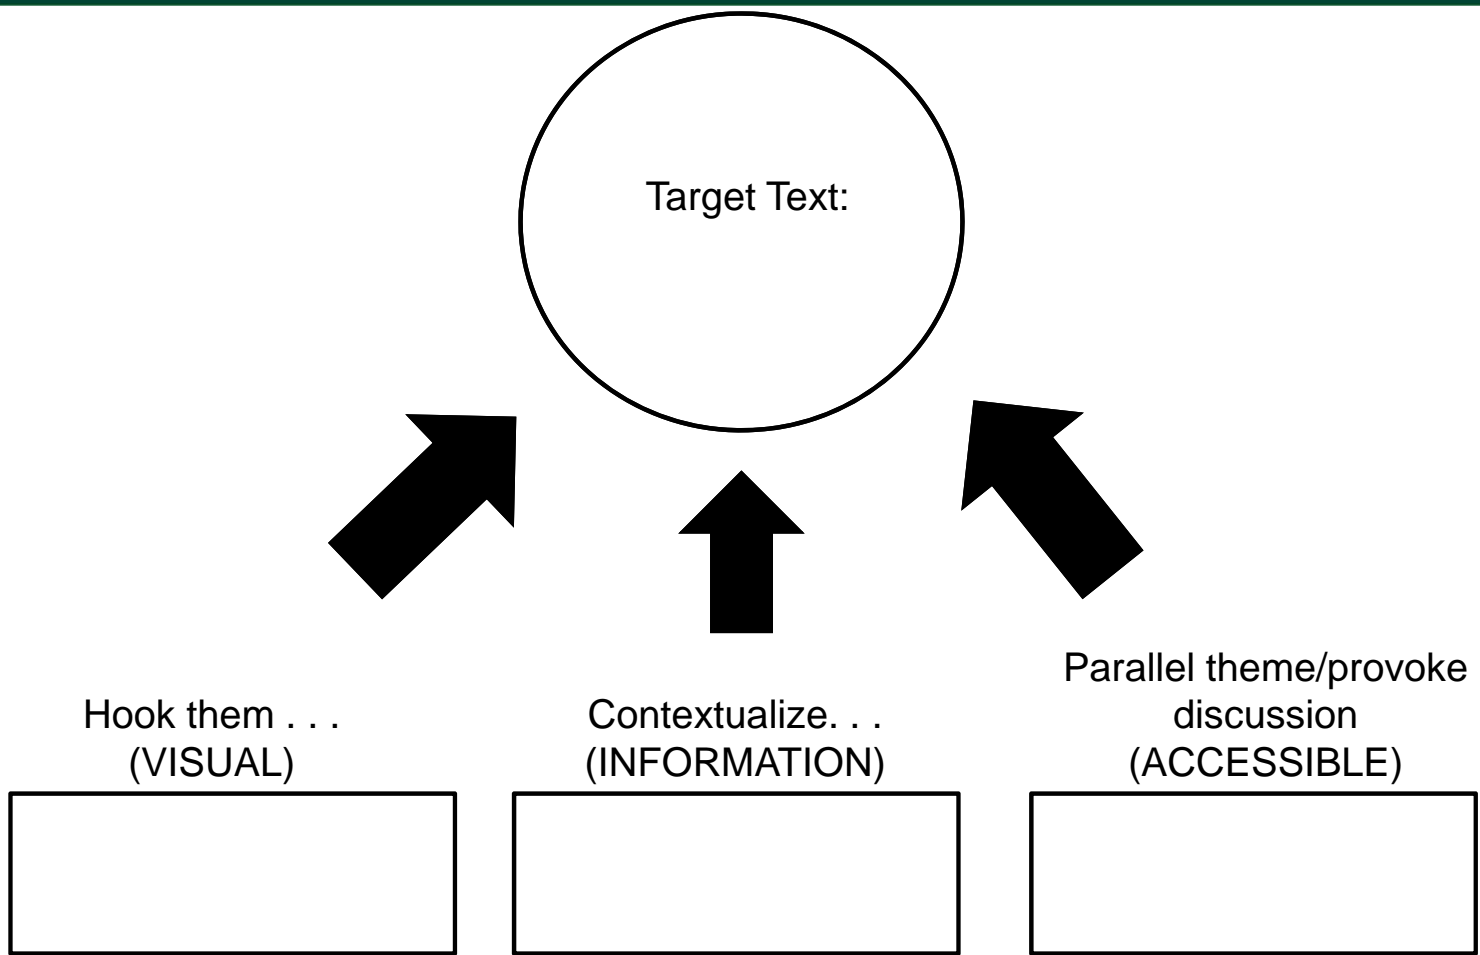 Target Text:
Hook them . . .
(VISUAL)
Contextualize. . .
(INFORMATION)
Parallel theme/provoke
discussion
(ACCESSIBLE)